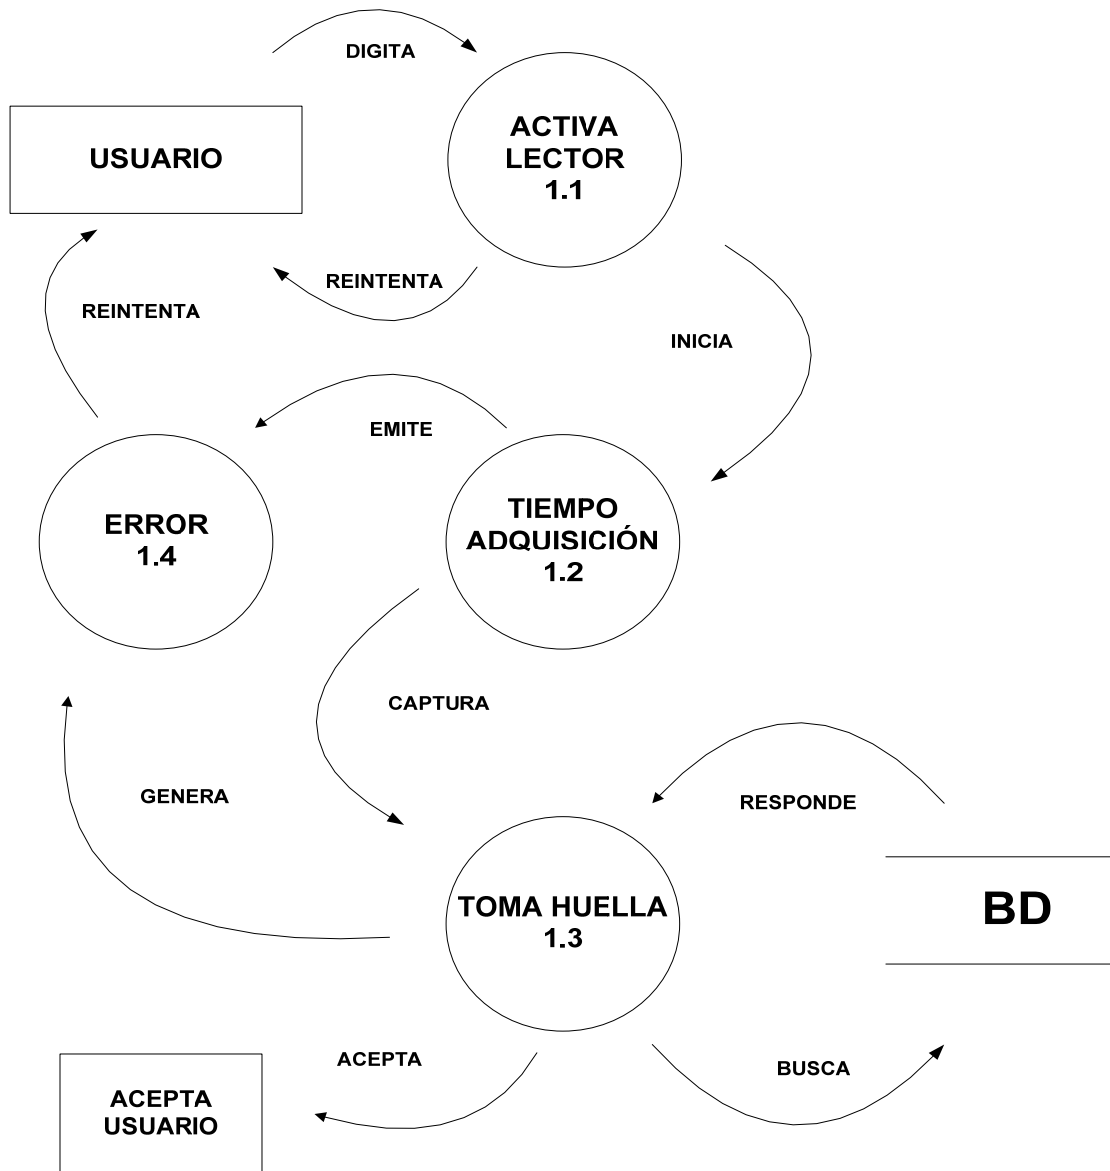 DIGITA
ACTIVA
LECTOR
1.1
USUARIO
REINTENTA
REINTENTA
INICIA
EMITE
ERROR
1.4
TIEMPO
ADQUISICIÓN
1.2
CAPTURA
GENERA
RESPONDE
TOMA HUELLA
1.3
BD
ACEPTA
BUSCA
ACEPTA
USUARIO